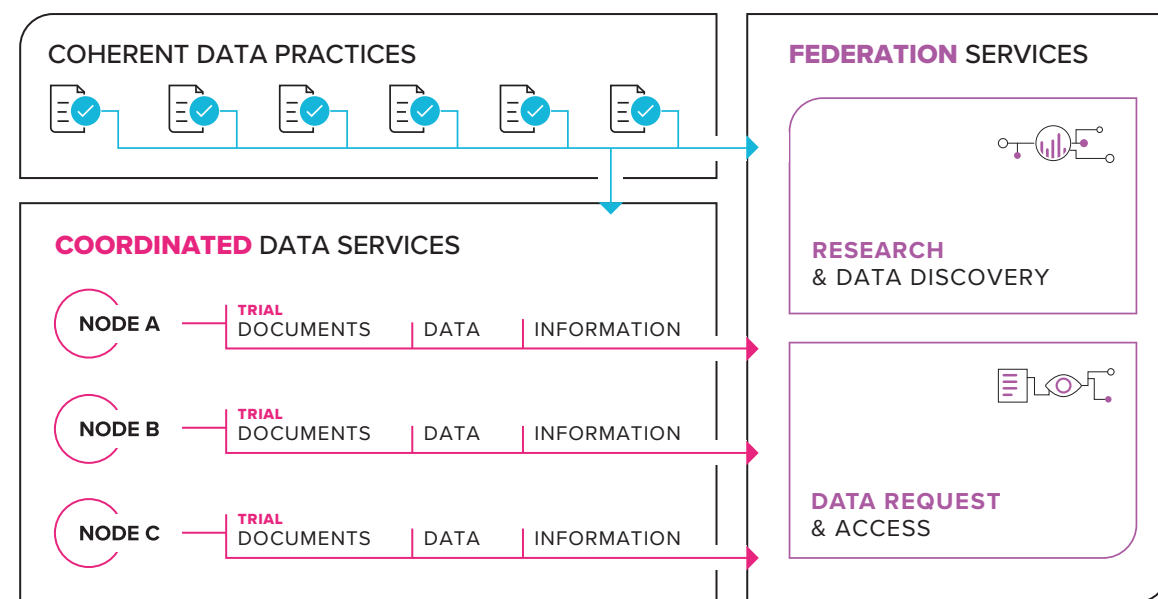 COHERENT DATA PRACTICES
COORDINATED DATA SERVICES
NODE A
TRIAL
DOCUMENTS DATA INFORMATION
NODE B
TRIAL
DOCUMENTS DATA INFORMATION
NODE C
TRIAL
DOCUMENTS DATA INFORMATION
FEDERATION SERVICES
RESEARCH
& DATA DISCOVERY
DATA REQUEST
& ACCESS